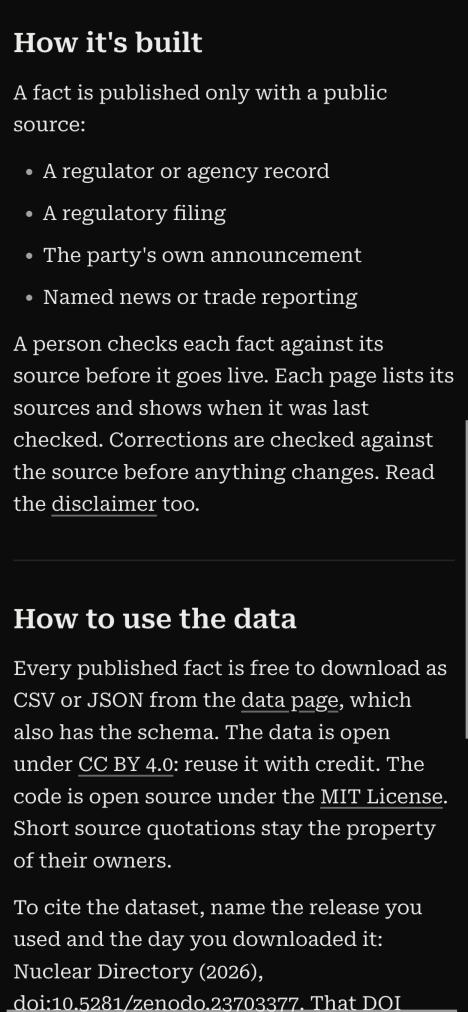 How it's built
A fact is published only with a public
source:
• A regulator or agency record
• A regulatory filing
• The party's own announcement
• Named news or trade reporting
A person checks each fact against its
source before it goes live. Each page lists its
sources and shows when it was last
checked. Corrections are checked against
the source before anything changes. Read
the disclaimer too.
How to use the data
Every published fact is free to download as
CSV or JSON from the data page, which
also has the schema. The data is open
under CC BY 4.0: reuse it with credit. The
code is open source under the MIT License.
Short source quotations stay the property
of their owners.
To cite the dataset, name the release you
used and the day you downloaded it:
Nuclear Directory (2026),
doi:10.5281/zenodo.23703377. That DOI